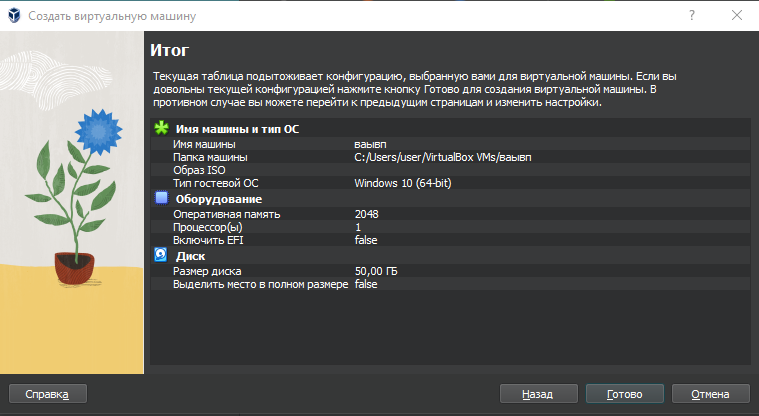 Создать виртуальную машину
?
Итог
Текущая таблица подытоживает конфигурацию, выбранную вами для виртуальной машины. Если вы
довольны текущей конфигурацией нажмите кнопку Готово для создания виртуальной машины. В
противном случае вы можете перейти к предыдущим страницам и изменить настройки.
Имя машины и тип ОС
Имя машины ваывп
Папка машины C:/Users/user/VirtualBox VMs/ваывп
Образ ISO
Тип гостевой ОС Windows 10 (64-bit)
Оборудование
Оперативная память 2048
Процессор(ы) 1
Включить EFI false
Диск
Размер диска 50,00 ГБ
Выделить место в полном размере false
Справка Назад Готово Отмена